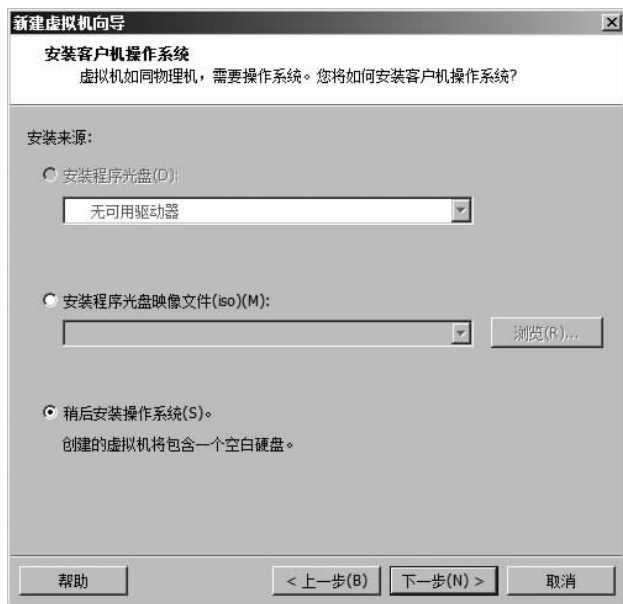 新建虚拟机向导
安装客户机操作系统
虚拟机如同物理机，需要操作系统。您将如何安装客户机操作系统?
安装来源:
安装程序光盘(D):
无可用驱动器
安装程序光盘映像文件(iso)(M):
浏览(R)...
稍后安装操作系统(S)。
创建的虚拟机将包含一个空白硬盘。
帮助
< 上一步(B)
下一步(N) >
取消